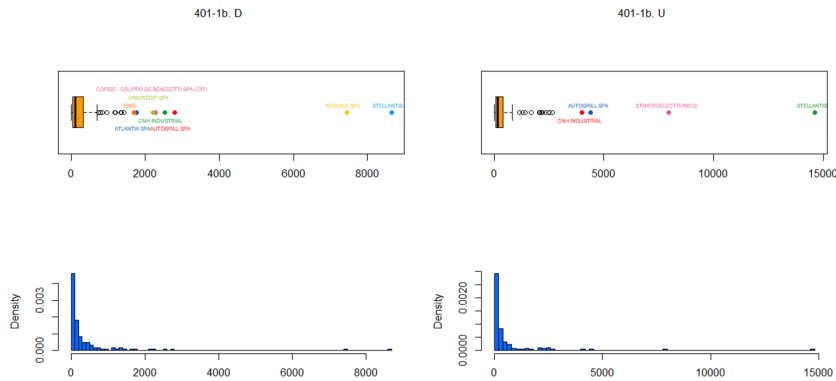 401-1b. D
401-1b. U
COFIDE - GRUPPO DE BENEDETTI SPA (CIR)
UNICREDIT SPA
ENEL
WEBUILD SPA
STELLANTIS
CNH INDUSTRIAL
ATLANTIA SPA
AUTOGRILL SPA
0
2000
4000
6000
8000
AUTOGRILL SPA
STMICROELECTRONICS
STELLANTIS
CNH INDUSTRIAL
0
5000
10000
15000
Density
0.003
0.000
0
2000
4000
6000
8000
Density
0.0020
0.0000
0
5000
10000
15000